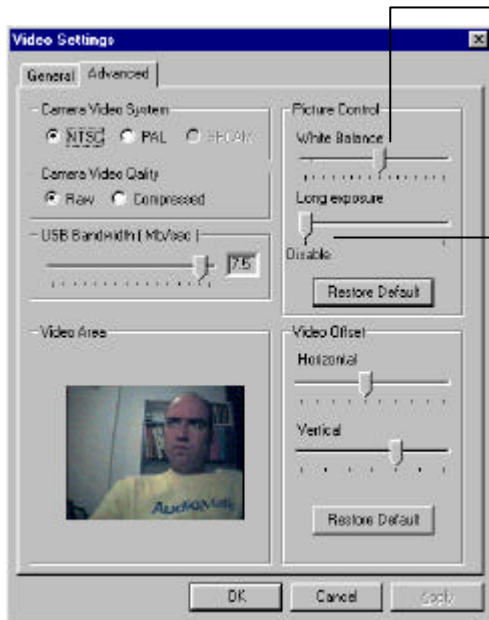 Video Settings
General Advanced
Camera Video System
NTSC PAL SECAM
Camera Video Qality
Raw Compressed
USB Bandwidth ( Mb/sec )
7.5
Video Area
AudioMatic
Picture Control
White Balance
Long exposure
Disable
Restore Default
Video Offset
Horizontal
Vertical
Restore Default
OK Cancel Apply